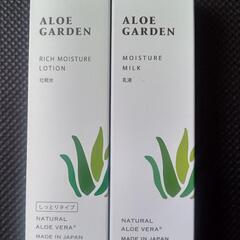 ALOE
GARDEN
RICH MOISTURE
LOTION
化粧水
しっとりタイプ
NATURAL
ALOE VERA*
MADE IN JAPAN
ALOE
GARDEN
MOISTURE
MILK
乳液
NATURAL
ALOE VERA*
MADE IN JAPAN